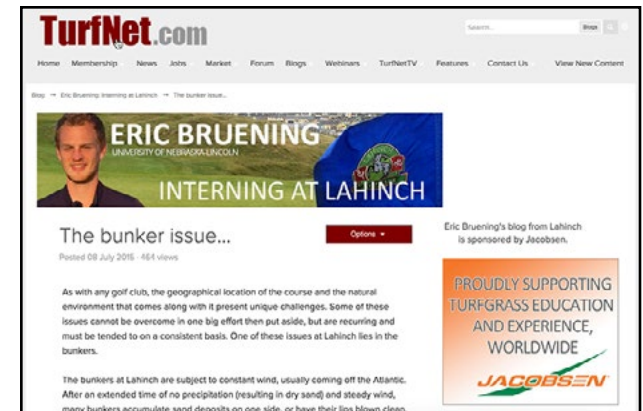 TurfNet.com
Search...
Blogs
Home Membership News Jobs Market Forum Blogs Webinars TurfNetTV Features Contact Us View New Content
Blog → Eric Bruening: Interning at Lahinch → The bunker issue...
ERIC BRUENING
UNIVERSITY OF NEBRASKA-LINCOLN
INTERNING AT LAHINCH
The bunker issue...
Options
Posted 08 July 2015 · 464 views
Eric Bruening's blog from Lahinch
is sponsored by Jacobsen.
As with any golf club, the geographical location of the course and the natural
environment that comes along with it present unique challenges. Some of these
issues cannot be overcome in one big effort then put aside, but are recurring and
must be tended to on a consistent basis. One of these issues at Lahinch lies in the
bunkers.
The bunkers at Lahinch are subject to constant wind, usually coming off the Atlantic.
After an extended time of no precipitation (resulting in dry sand) and steady wind,
many bunkers accumulate sand deposits on one side, or have their lips blown clean.
PROUDLY SUPPORTING
TURFGRASS EDUCATION
AND EXPERIENCE,
WORLDWIDE
JACOBSEN